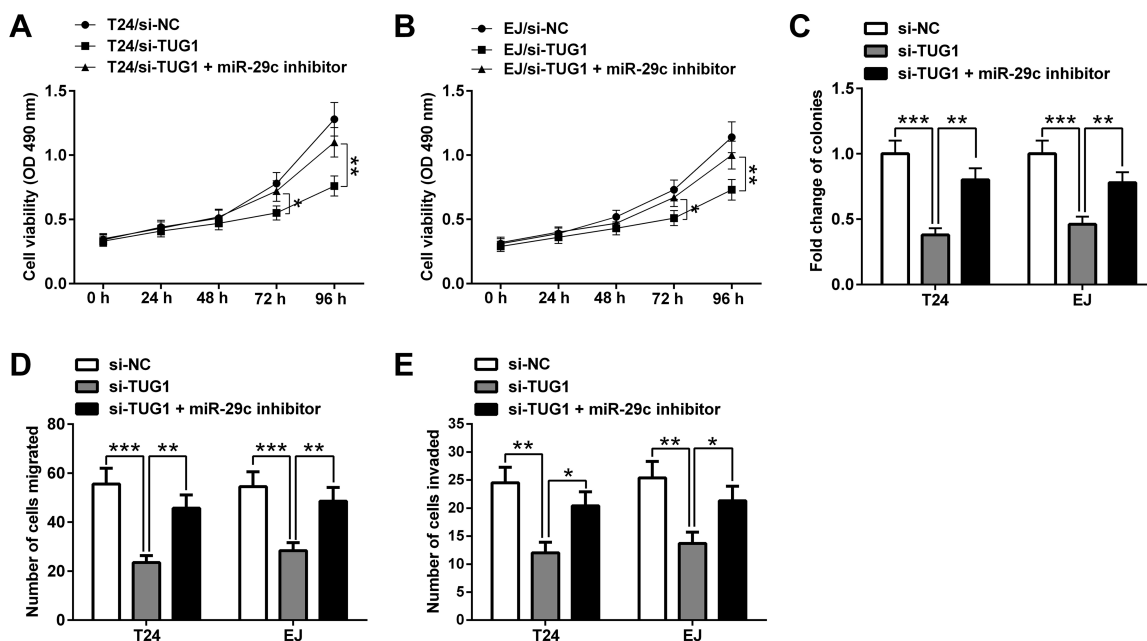 A
T24/si-NC
T24/si-TUG1
T24/si-TUG1 + miR-29c inhibitor
Cell viability (OD 490 nm)
1.5
1.0
0.5
0.0
0 h 24 h 48 h 72 h 96 h
*
**
B
EJ/si-NC
EJ/si-TUG1
EJ/si-TUG1 + miR-29c inhibitor
Cell viability (OD 490 nm)
1.5
1.0
0.5
0.0
0 h 24 h 48 h 72 h 96 h
*
**
C
si-NC
si-TUG1
si-TUG1 + miR-29c inhibitor
Fold change of colonies
1.5
1.0
0.5
0.0
*** ** *** **
T24 EJ
D
si-NC
si-TUG1
si-TUG1 + miR-29c inhibitor
Number of cells migrated
80
60
40
20
0
*** ** *** **
T24 EJ
E
si-NC
si-TUG1
si-TUG1 + miR-29c inhibitor
Number of cells invaded
35
30
25
20
15
10
5
0
** * ** *
T24 EJ